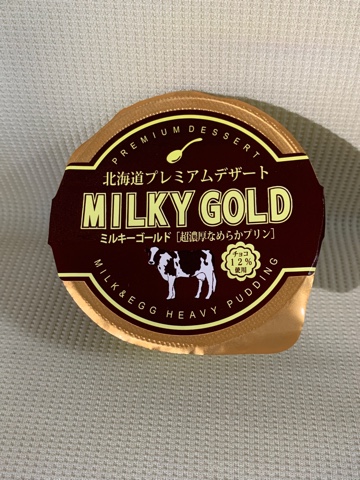 PREMIUM DESSERT
北海道プレミアムデザート
MILKY GOLD
ミルキーゴールド [超濃厚なめらかプリン]
チョコ
12%
使用
MILK&EGG HEAVY PUDDING